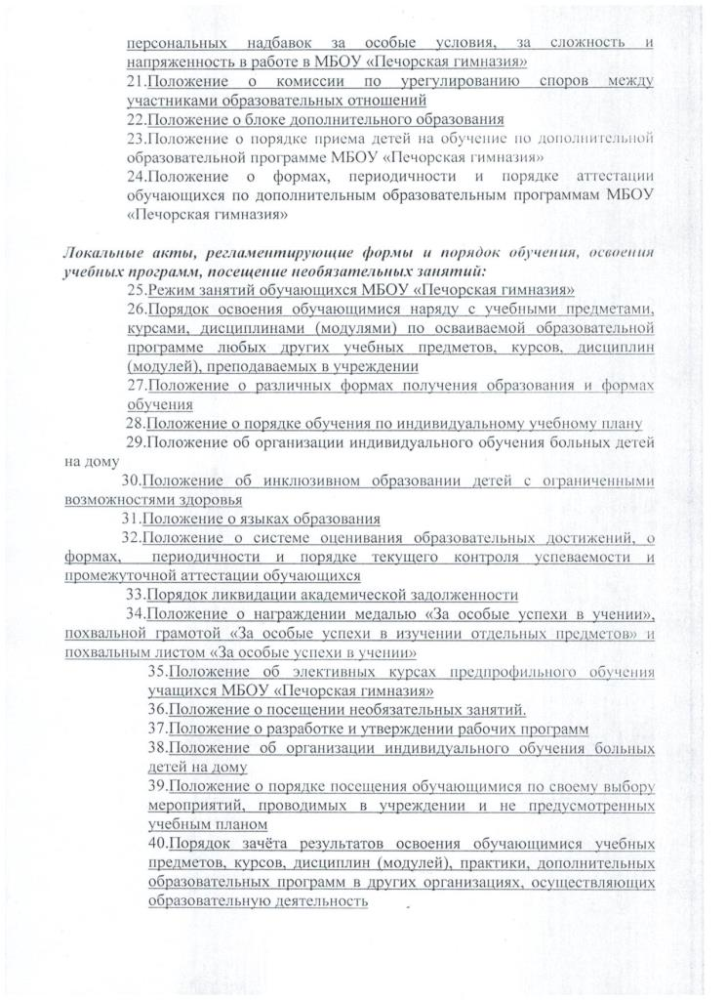 персональных надбавок за особые условия, за сложность и
напряженность в работе в МБОУ «Печорская гимназия»
21.Положение о комиссии по урегулированию споров между
участниками образовательных отношений
22.Положение о блоке дополнительного образования
23.Положение о порядке приема детей на обучение по дополнительной
образовательной программе МБОУ «Печорская гимназия»
24.Положение о формах, периодичности и порядке аттестации
обучающихся по дополнительным образовательным программам МБОУ
«Печорская гимназия»
Локальные акты, регламентирующие формы и порядок обучения, освоения
учебных программ, посещение необязательных занятий:
25.Режим занятий обучающихся МБОУ «Печорская гимназия»
26.Порядок освоения обучающимися наряду с учебными предметами,
курсами, дисциплинами (модулями) по осваиваемой образовательной
программе любых других учебных предметов, курсов, дисциплин
(модулей), преподаваемых в учреждении
27.Положение о различных формах получения образования и формах
обучения
28.Положение о порядке обучения по индивидуальному учебному плану
29.Положение об организации индивидуального обучения больных детей
на дому
30.Положение об инклюзивном образовании детей с ограниченными
возможностями здоровья
31.Положение о языках образования
32.Положение о системе оценивания образовательных достижений, о
формах, периодичности и порядке текущего контроля успеваемости и
промежуточной аттестации обучающихся
33.Порядок ликвидации академической задолженности
34.Положение о награждении медалью «За особые успехи в учении»,
похвальной грамотой «За особые успехи в изучении отдельных предметов» и
похвальным листом «За особые успехи в учении»
35.Положение об элективных курсах предпрофильного обучения
учащихся МБОУ «Печорская гимназия»
36.Положение о посещении необязательных занятий.
37.Положение о разработке и утверждении рабочих программ
38.Положение об организации индивидуального обучения больных
детей на дому
39.Положение о порядке посещения обучающимися по своему выбору
мероприятий, проводимых в учреждении и не предусмотренных
учебным планом
40.Порядок зачёта результатов освоения обучающимися учебных
предметов, курсов, дисциплин (модулей), практики, дополнительных
образовательных программ в других организациях, осуществляющих
образовательную деятельность